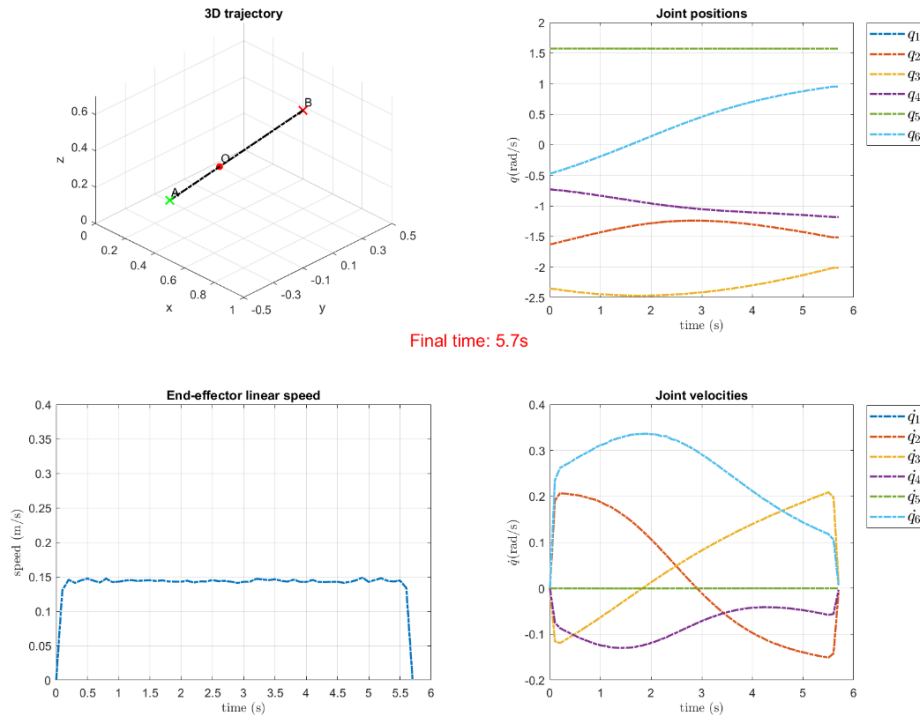 3D trajectory
0.6
0.4
0.2
0
z
A
O
B
0
0.2
0.4
0.6
0.8
1
x
-0.5
-0.3
-0.1
0.1
0.3
0.5
y
Joint positions
2
1.5
1
0.5
0
-0.5
-1
-1.5
-2
-2.5
q(rad/s)
0 1 2 3 4 5 6
time (s)
q₁
q₂
q₃
q₄
q₅
q₆
Final time: 5.7s
End-effector linear speed
0.4
0.35
0.3
0.25
0.2
0.15
0.1
0.05
0
speed (m/s)
0 0.5 1 1.5 2 2.5 3 3.5 4 4.5 5 5.5 6
time (s)
Joint velocities
0.4
0.3
0.2
0.1
0
-0.1
-0.2
q̇(rad/s)
0 1 2 3 4 5 6
time (s)
q̇₁
q̇₂
q̇₃
q̇₄
q̇₅
q̇₆